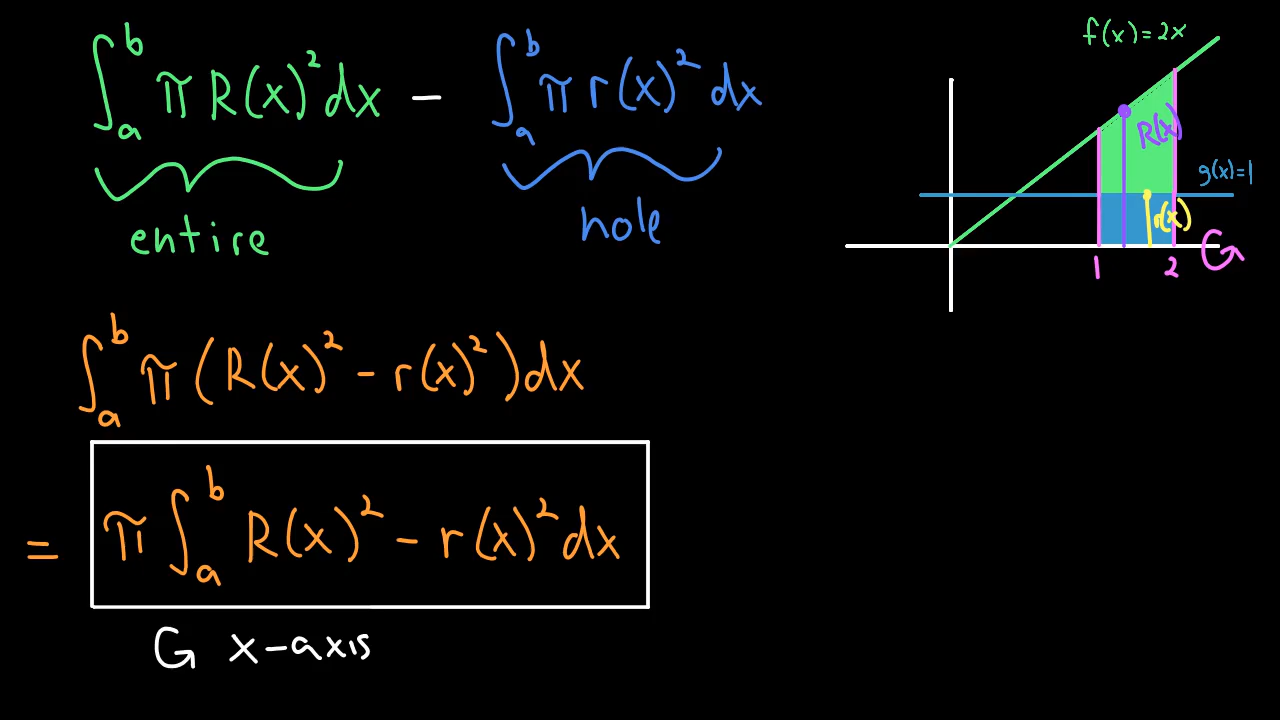 ∫_a^b π R(x)² dx − ∫_a^b π r(x)² dx
entire
hole
∫_a^b π (R(x)² − r(x)²) dx
= π ∫_a^b R(x)² − r(x)² dx
x-axis
f(x)=2x
R(x)
g(x)=1
r(x)
1 2